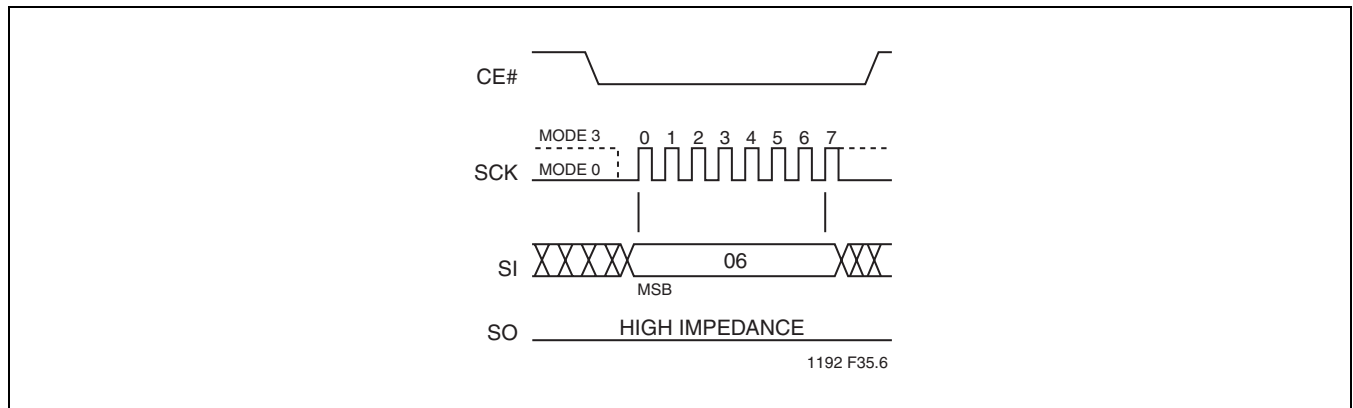 CE#
MODE 3
0 1 2 3 4 5 6 7
SCK
MODE 0
SI
06
MSB
SO
HIGH IMPEDANCE
1192 F35.6